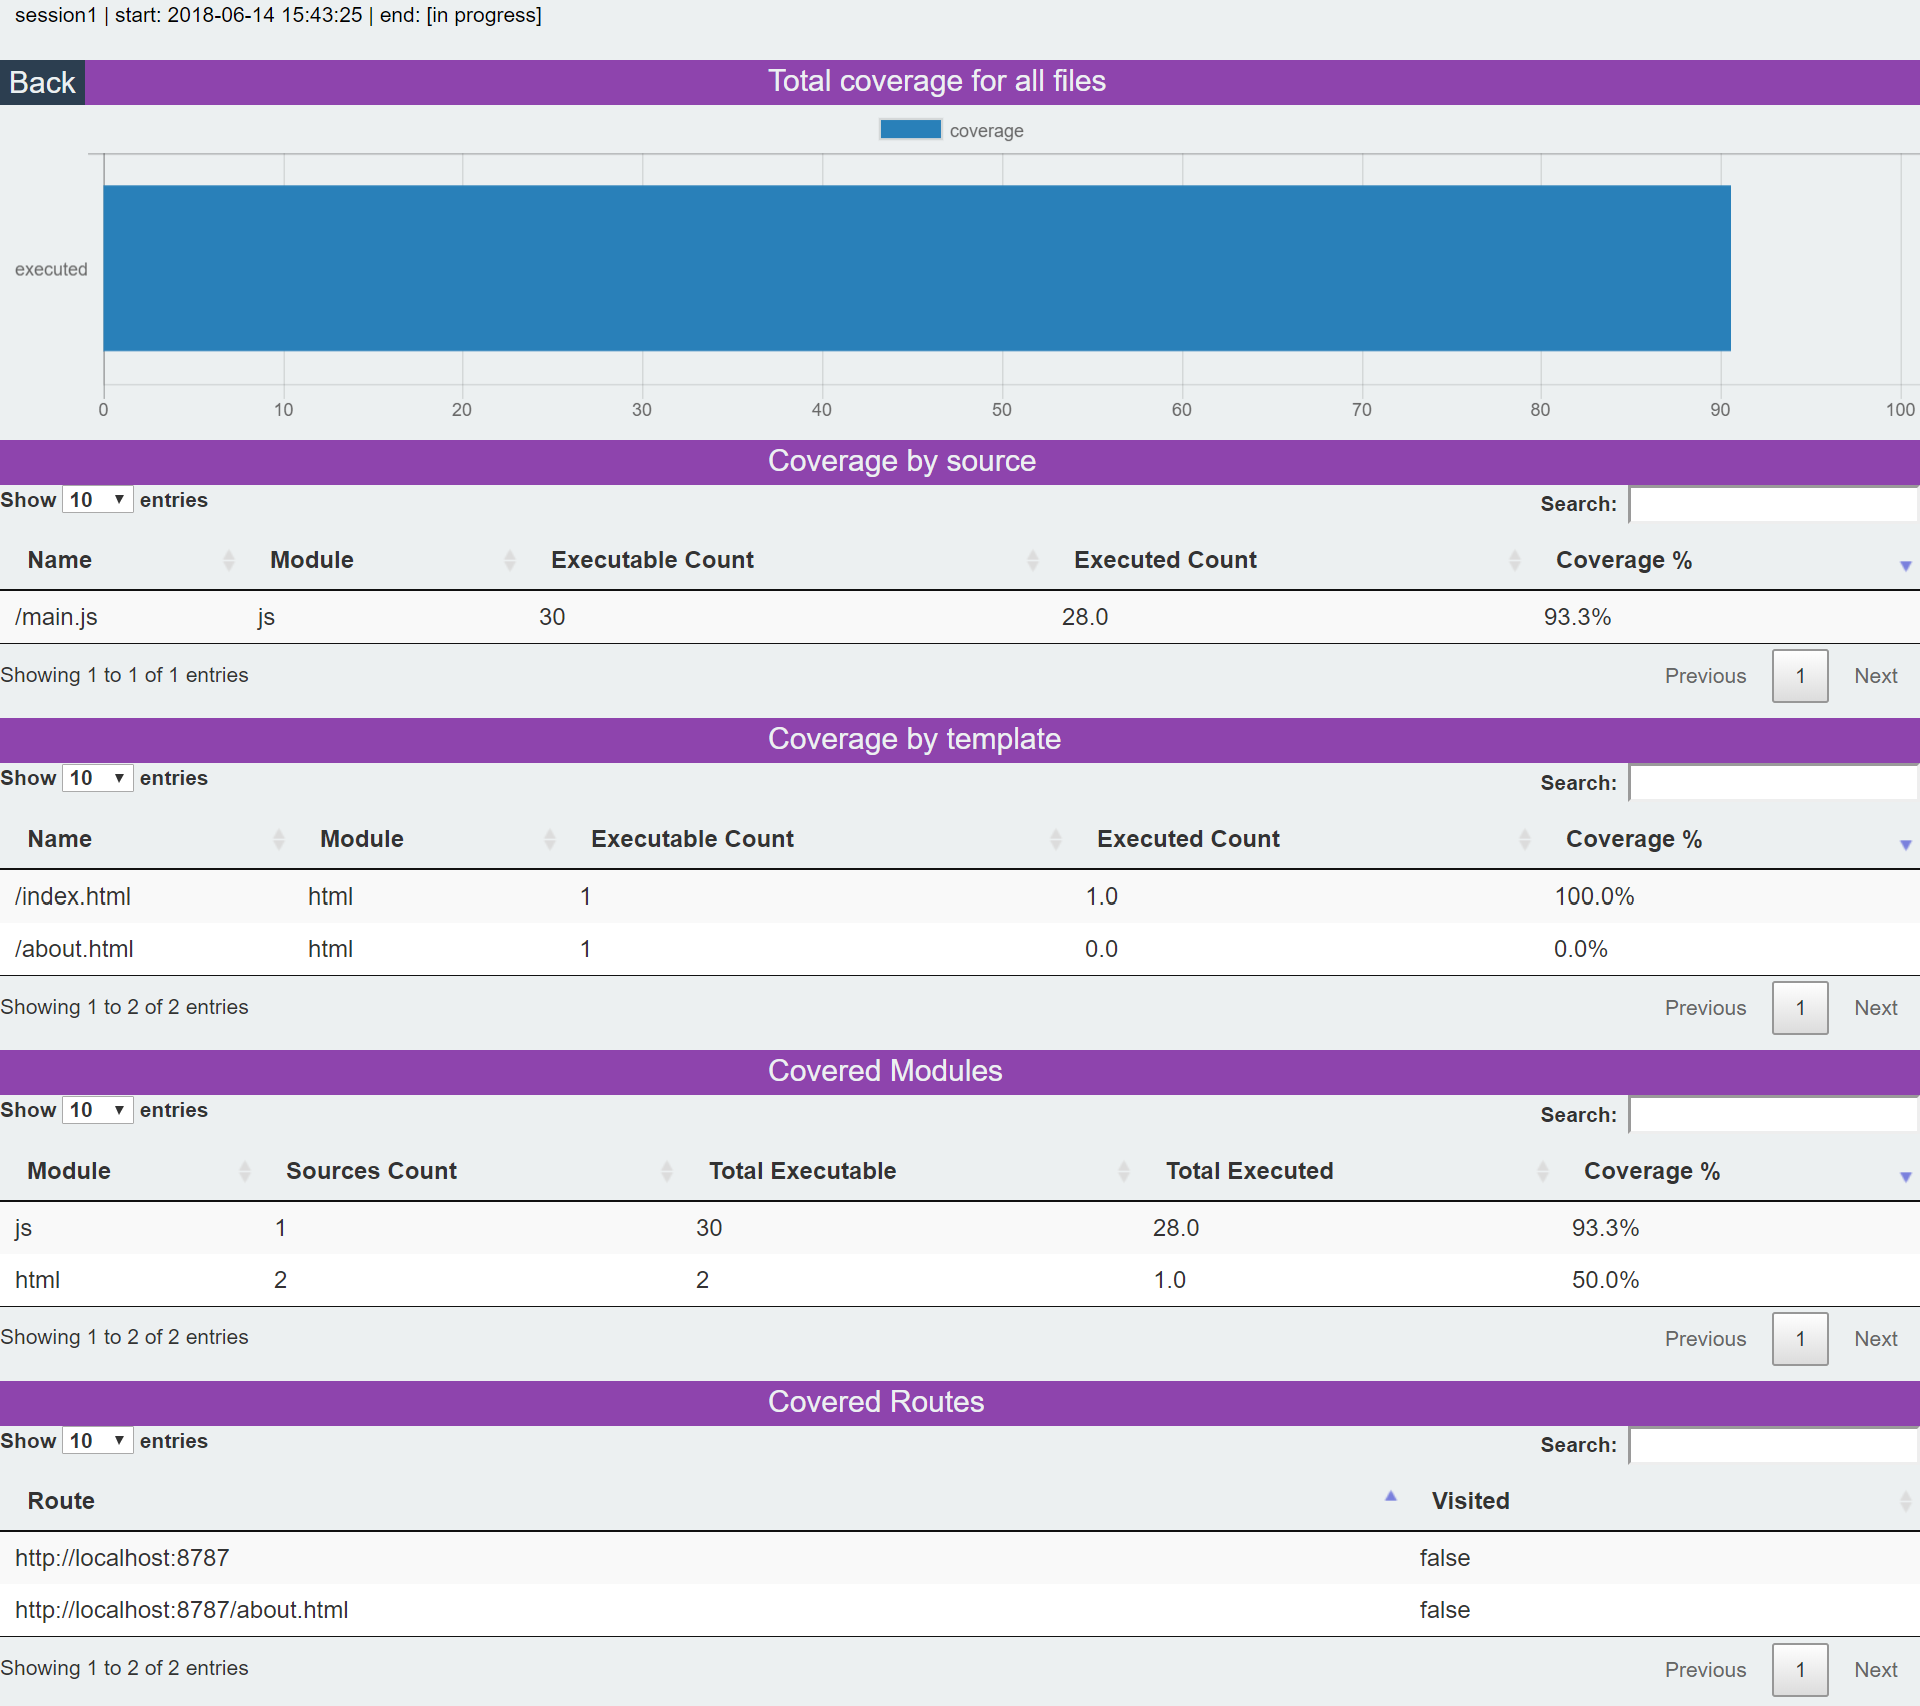 session1 | start: 2018-06-14 15:43:25 | end: [in progress]
Back Total coverage for all files
coverage
executed
0 10 20 30 40 50 60 70 80 90 100
Coverage by source
Show 10 entries Search:
Name Module Executable Count Executed Count Coverage %
/main.js js 30 28.0 93.3%
Showing 1 to 1 of 1 entries Previous 1 Next
Coverage by template
Show 10 entries Search:
Name Module Executable Count Executed Count Coverage %
/index.html html 1 1.0 100.0%
/about.html html 1 0.0 0.0%
Showing 1 to 2 of 2 entries Previous 1 Next
Covered Modules
Show 10 entries Search:
Module Sources Count Total Executable Total Executed Coverage %
js 1 30 28.0 93.3%
html 2 2 1.0 50.0%
Showing 1 to 2 of 2 entries Previous 1 Next
Covered Routes
Show 10 entries Search:
Route Visited
http://localhost:8787 false
http://localhost:8787/about.html false
Showing 1 to 2 of 2 entries Previous 1 Next